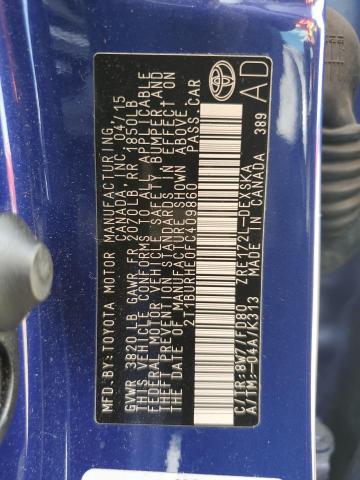 MFD.BY:TOYOTA MOTOR MANUFACTURING
CANADA, INC. 04/15
GVWR 3820LB GAWR FR 2070LB RR 1850LB
THIS VEHICLE CONFORMS TO ALL APPLICABLE
FEDERAL MOTOR VEHICLE SAFETY BUMPER, AND
THEFT PREVENTION STANDARDS IN EFFECT ON
THE DATE OF MANUFACTURE SHOWN ABOVE.
2T1BURHE0FC409880 PASS.CAR
C/TR:8W7/FD80 ZRE172L-DEXSKA
A/TM:-04A/K313 MADE IN CANADA 389
AD